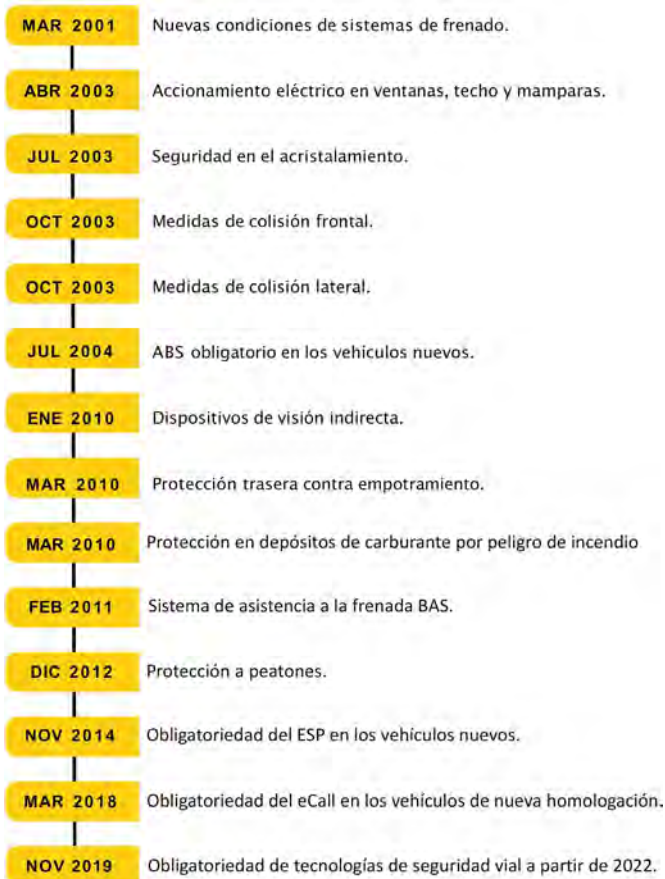 MAR 2001 Nuevas condiciones de sistemas de frenado.
ABR 2003 Accionamiento eléctrico en ventanas, techo y mamparas.
JUL 2003 Seguridad en el acristalamiento.
OCT 2003 Medidas de colisión frontal.
OCT 2003 Medidas de colisión lateral.
JUL 2004 ABS obligatorio en los vehículos nuevos.
ENE 2010 Dispositivos de visión indirecta.
MAR 2010 Protección trasera contra empotramiento.
MAR 2010 Protección en depósitos de carburante por peligro de incendio
FEB 2011 Sistema de asistencia a la frenada BAS.
DIC 2012 Protección a peatones.
NOV 2014 Obligatoriedad del ESP en los vehículos nuevos.
MAR 2018 Obligatoriedad del eCall en los vehículos de nueva homologación.
NOV 2019 Obligatoriedad de tecnologías de seguridad vial a partir de 2022.